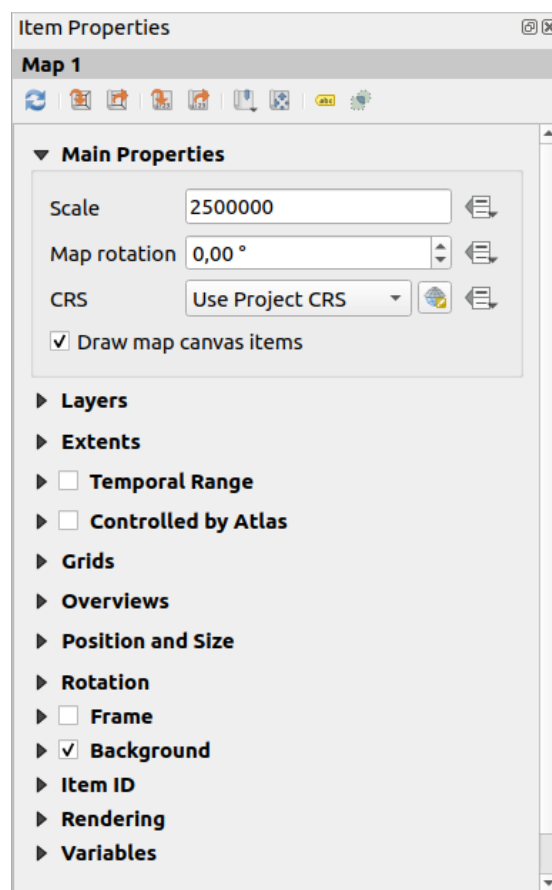 Item Properties
Map 1
Main Properties
Scale 2500000
Map rotation 0,00 °
CRS Use Project CRS
Draw map canvas items
Layers
Extents
Temporal Range
Controlled by Atlas
Grids
Overviews
Position and Size
Rotation
Frame
Background
Item ID
Rendering
Variables